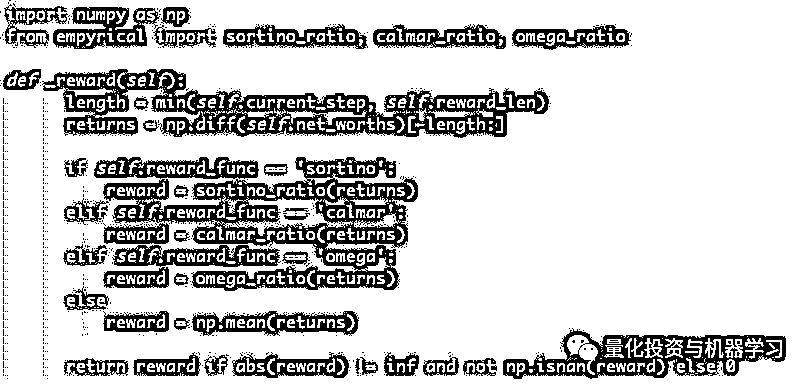 import numpy as np
from empyrical import sortino_ratio, calmar_ratio, omega_ratio
def _reward(self):
length = min(self.current_step, self.reward_len)
returns = np.diff(self.net_worths)[-length:]
if self.reward_func == 'sortino':
reward = sortino_ratio(returns)
elif self.reward_func == 'calmar':
reward = calmar_ratio(returns)
elif self.reward_func == 'omega':
reward = omega_ratio(returns)
else
reward = np.mean(returns)
return reward if abs(reward) != inf and not np.isnan(reward) else 0
量化投资与机器学习